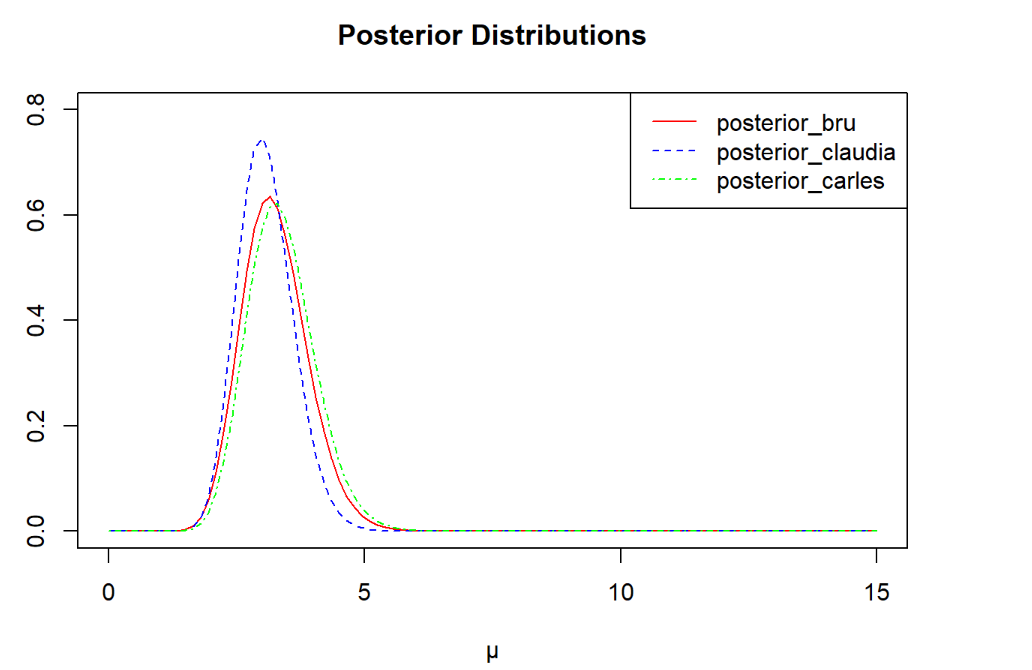 Posterior Distributions
posterior_bru
posterior_claudia
posterior_carles
0.8
0.6
0.4
0.2
0.0
0 5 10 15
μ